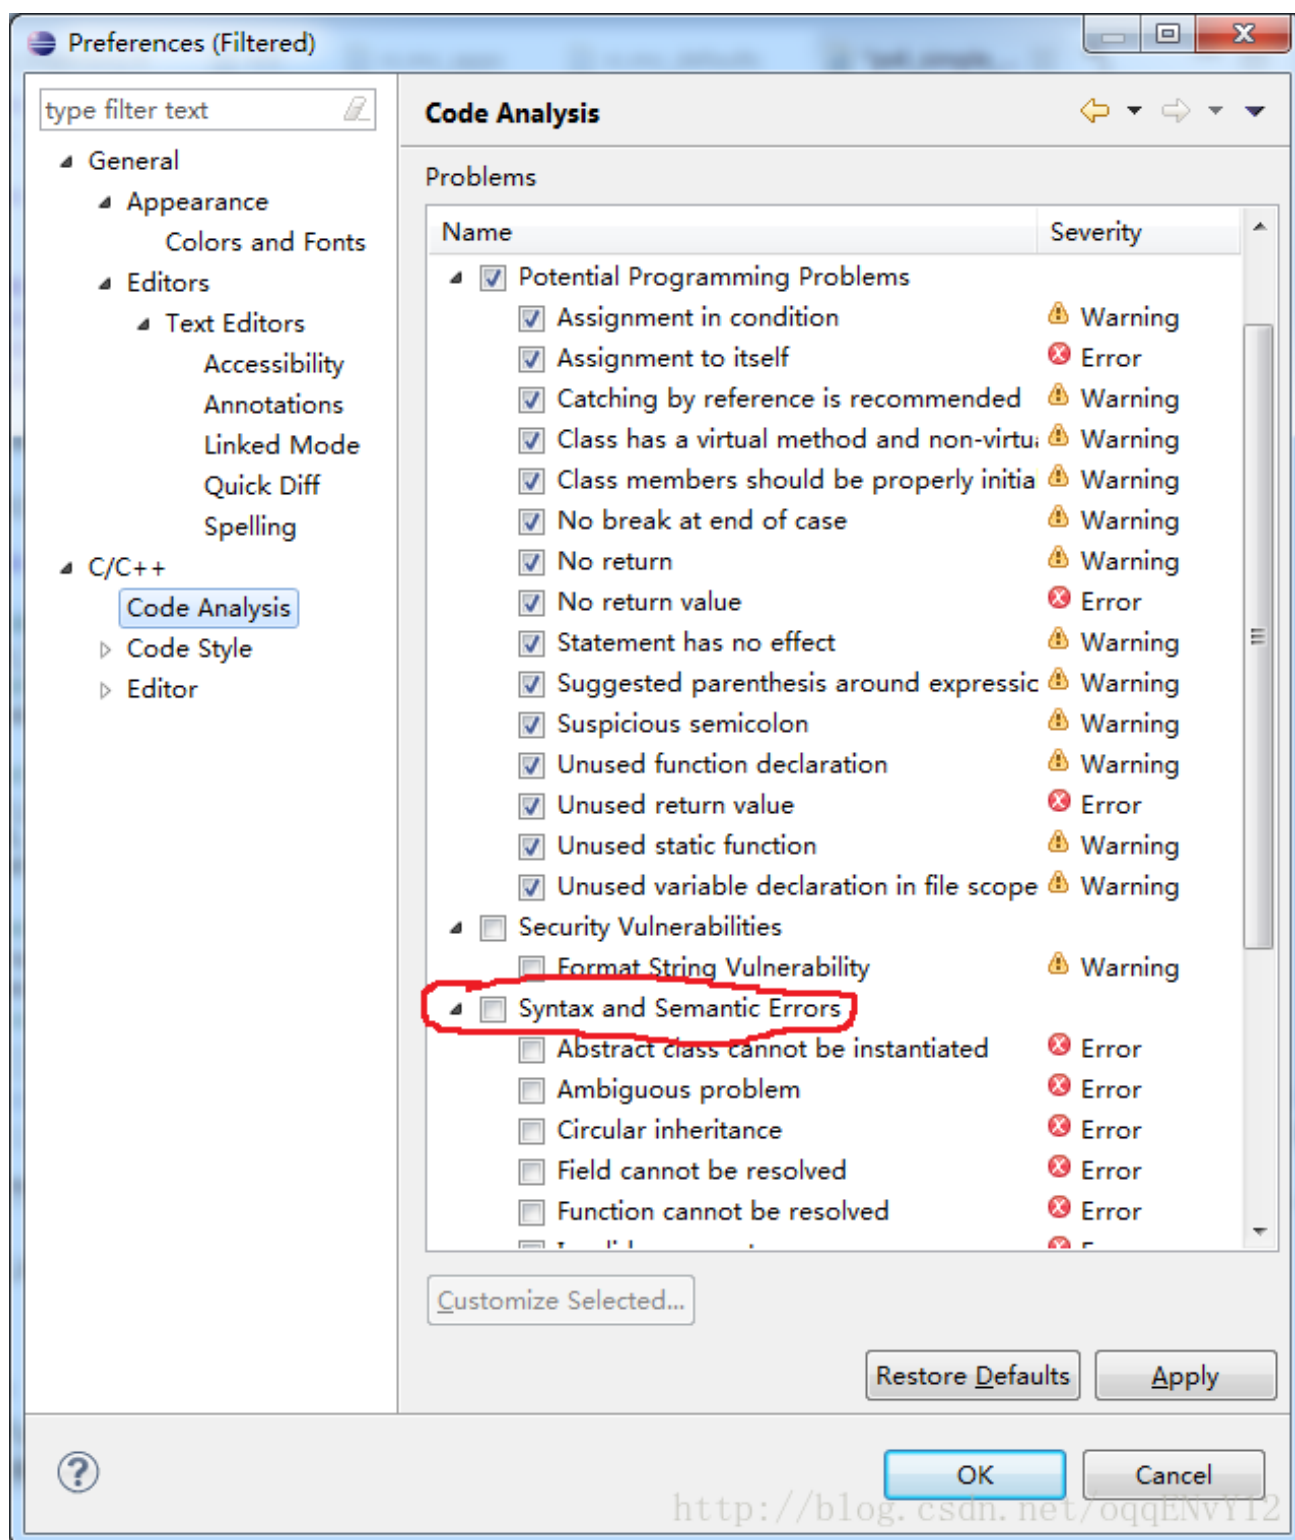 Preferences (Filtered)
type filter text
General
Appearance
Colors and Fonts
Editors
Text Editors
Accessibility
Annotations
Linked Mode
Quick Diff
Spelling
C/C++
Code Analysis
Code Style
Editor
Code Analysis
Problems
Name Severity
Potential Programming Problems
Assignment in condition Warning
Assignment to itself Error
Catching by reference is recommended Warning
Class has a virtual method and non-virtu Warning
Class members should be properly initia Warning
No break at end of case Warning
No return Warning
No return value Error
Statement has no effect Warning
Suggested parenthesis around expressic Warning
Suspicious semicolon Warning
Unused function declaration Warning
Unused return value Error
Unused static function Warning
Unused variable declaration in file scope Warning
Security Vulnerabilities
Format String Vulnerability Warning
Syntax and Semantic Errors
Abstract class cannot be instantiated Error
Ambiguous problem Error
Circular inheritance Error
Field cannot be resolved Error
Function cannot be resolved Error
Customize Selected...
Restore Defaults Apply
OK Cancel
http://blog.csdn.net/oqqENvY12